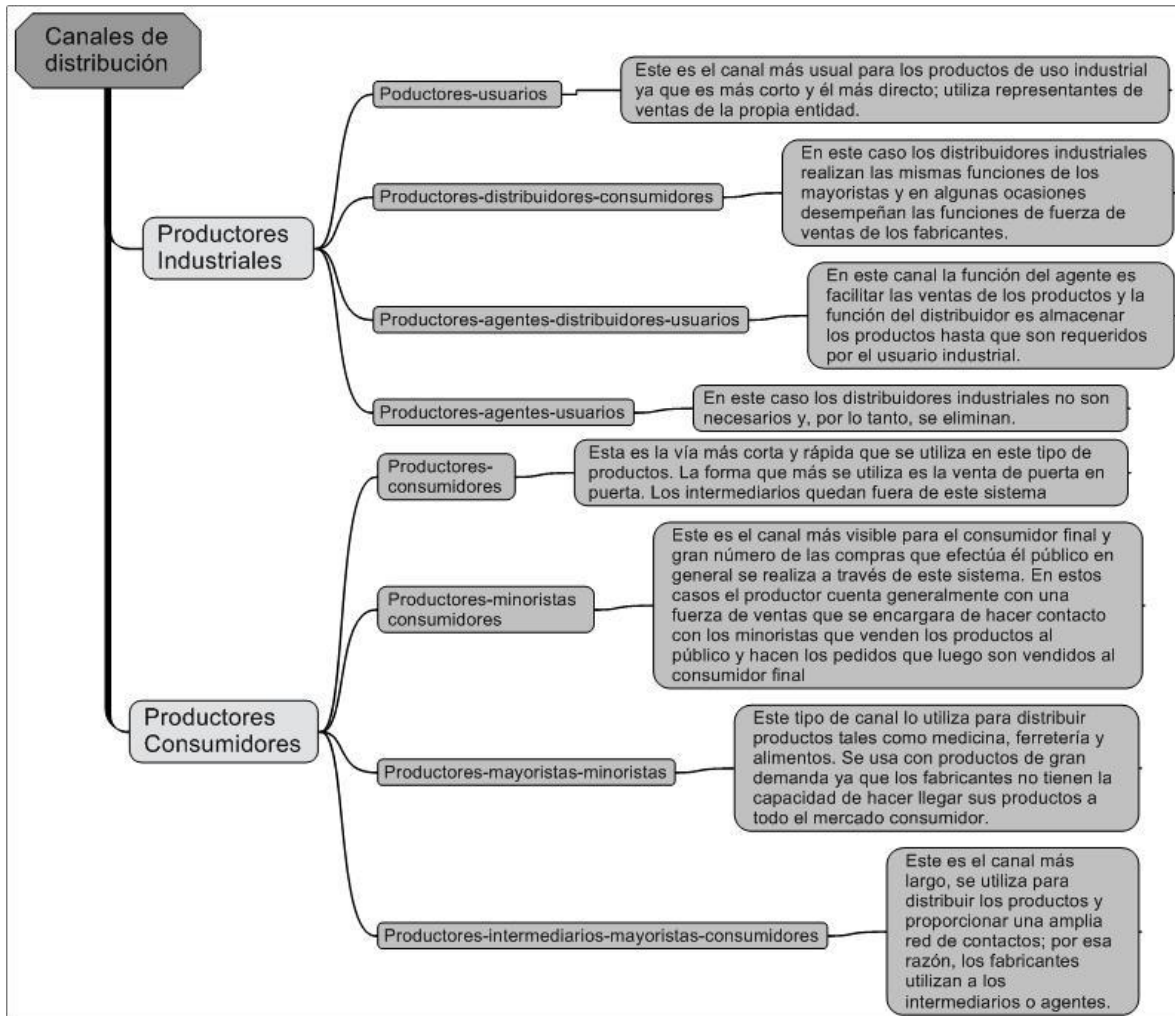 Canales de
distribución
Poductores-usuarios
Este es el canal más usual para los productos de uso industrial
ya que es más corto y él más directo; utiliza representantes de
ventas de la propia entidad.
Productores-distribuidores-consumidores
En este caso los distribuidores industriales
realizan las mismas funciones de los
mayoristas y en algunas ocasiones
desempeñan las funciones de fuerza de
ventas de los fabricantes.
Productores
Industriales
Productores-agentes-distribuidores-usuarios
En este canal la función del agente es
facilitar las ventas de los productos y la
función del distribuidor es almacenar
los productos hasta que son requeridos
por el usuario industrial.
Productores-agentes-usuarios
En este caso los distribuidores industriales no son
necesarios y, por lo tanto, se eliminan.
Productores-
consumidores
Esta es la vía más corta y rápida que se utiliza en este tipo de
productos. La forma que más se utiliza es la venta de puerta en
puerta. Los intermediarios quedan fuera de este sistema
Productores-minoristas
consumidores
Este es el canal más visible para el consumidor final y
gran número de las compras que efectúa él público en
general se realiza a través de este sistema. En estos
casos el productor cuenta generalmente con una
fuerza de ventas que se encargara de hacer contacto
con los minoristas que venden los productos al
público y hacen los pedidos que luego son vendidos al
consumidor final
Productores
Consumidores
Productores-mayoristas-minoristas
Este tipo de canal lo utiliza para distribuir
productos tales como medicina, ferretería y
alimentos. Se usa con productos de gran
demanda ya que los fabricantes no tienen la
capacidad de hacer llegar sus productos a
todo el mercado consumidor.
Productores-intermediarios-mayoristas-consumidores
Este es el canal más
largo, se utiliza para
distribuir los productos y
proporcionar una amplia
red de contactos; por esa
razón, los fabricantes
utilizan a los
intermediarios o agentes.